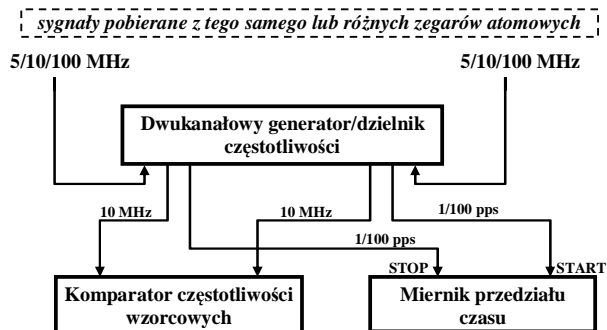 sygnały pobierane z tego samego lub różnych zegarów atomowych
5/10/100 MHz
5/10/100 MHz
Dwukanałowy generator/dzielnik
częstotliwości
10 MHz
10 MHz
1/100 pps
1/100 pps
STOP
START
Komparator częstotliwości
wzorcowych
Miernik przedziału
czasu